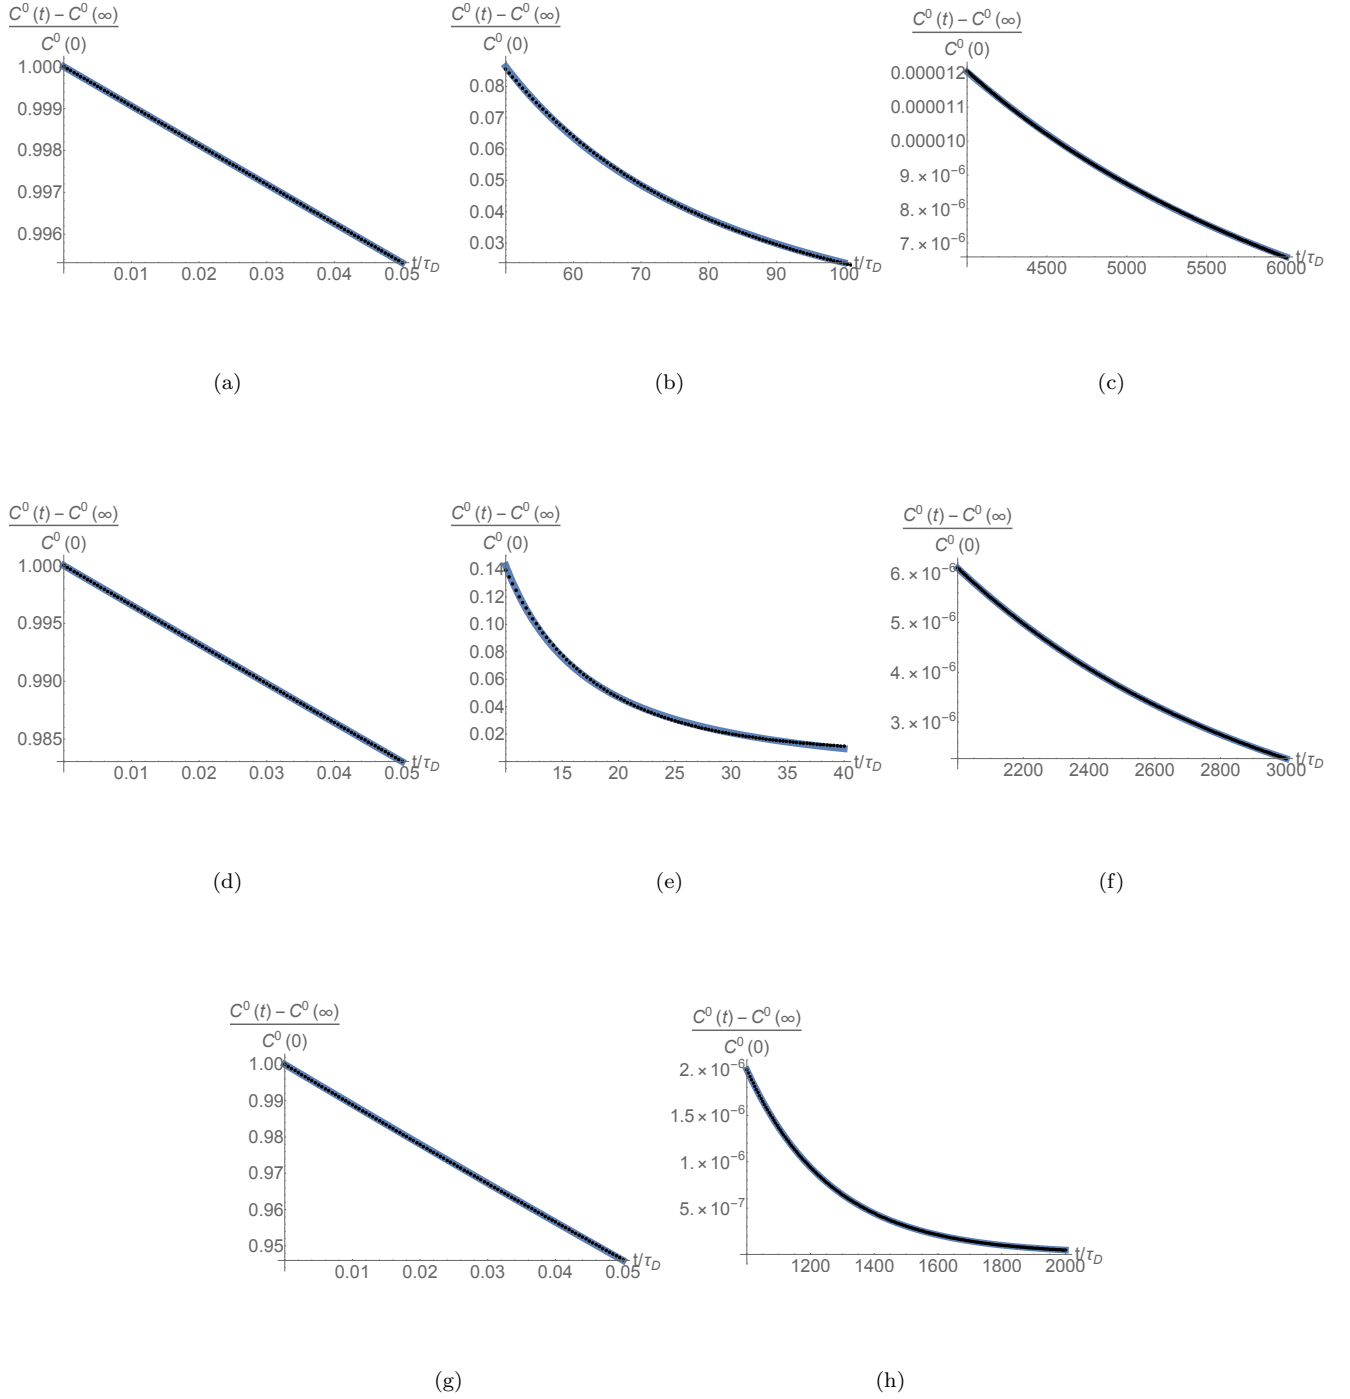 C⁰ (t) – C⁰ (∞)
C⁰ (0)
1.000
0.999
0.998
0.997
0.996
0.01 0.02 0.03 0.04 0.05 t/τD
(a)
C⁰ (t) – C⁰ (∞)
C⁰ (0)
0.08
0.07
0.06
0.05
0.04
0.03
60 70 80 90 100 t/τD
(b)
C⁰ (t) – C⁰ (∞)
C⁰ (0)
0.000012
0.000011
0.000010
9. × 10⁻⁶
8. × 10⁻⁶
7. × 10⁻⁶
4500 5000 5500 6000 t/τD
(c)
C⁰ (t) – C⁰ (∞)
C⁰ (0)
1.000
0.995
0.990
0.985
0.01 0.02 0.03 0.04 0.05 t/τD
(d)
C⁰ (t) – C⁰ (∞)
C⁰ (0)
0.14
0.12
0.10
0.08
0.06
0.04
0.02
15 20 25 30 35 40 t/τD
(e)
C⁰ (t) – C⁰ (∞)
C⁰ (0)
6. × 10⁻⁶
5. × 10⁻⁶
4. × 10⁻⁶
3. × 10⁻⁶
2200 2400 2600 2800 3000 t/τD
(f)
C⁰ (t) – C⁰ (∞)
C⁰ (0)
1.00
0.99
0.98
0.97
0.96
0.95
0.01 0.02 0.03 0.04 0.05 t/τD
(g)
C⁰ (t) – C⁰ (∞)
C⁰ (0)
2. × 10⁻⁶
1.5 × 10⁻⁶
1. × 10⁻⁶
5. × 10⁻⁷
1200 1400 1600 1800 2000 t/τD
(h)